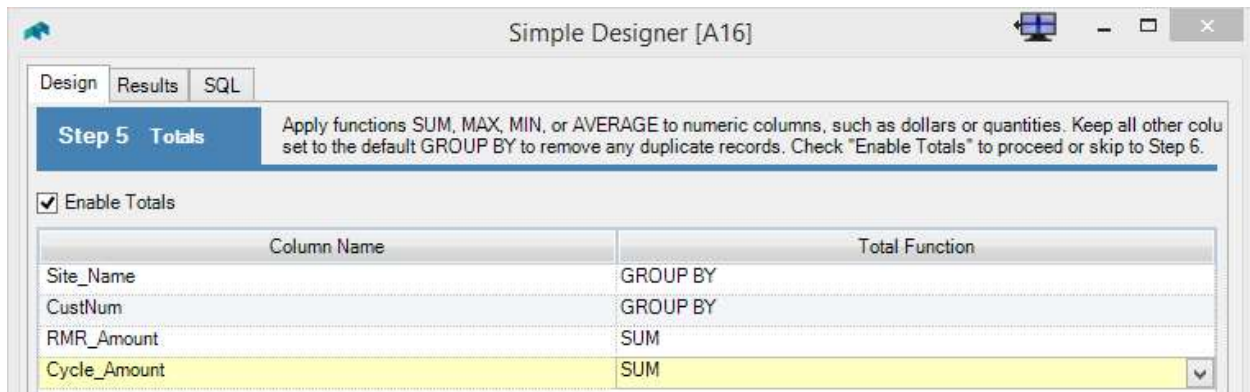 Simple Designer [A16]
Design Results SQL
Step 5 Totals
Apply functions SUM, MAX, MIN, or AVERAGE to numeric columns, such as dollars or quantities. Keep all other colu
set to the default GROUP BY to remove any duplicate records. Check "Enable Totals" to proceed or skip to Step 6.
Enable Totals
Column Name Total Function
Site_Name GROUP BY
CustNum GROUP BY
RMR_Amount SUM
Cycle_Amount SUM